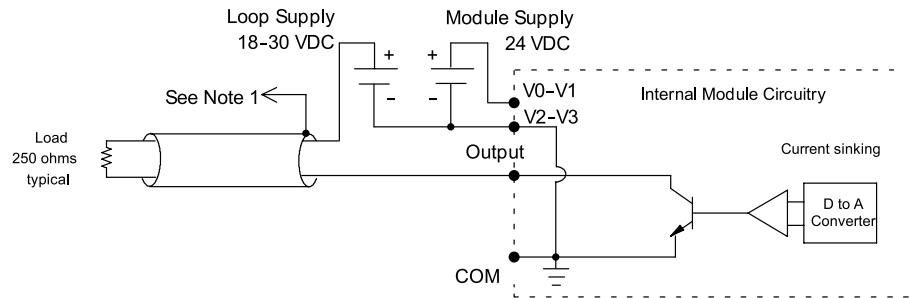 Loop Supply
18-30 VDC
Module Supply
24 VDC
+
-
+
-
See Note 1
V0-V1
V2-V3
Internal Module Circuitry
Load
250 ohms
typical
Output
Current sinking
D to A
Converter
COM